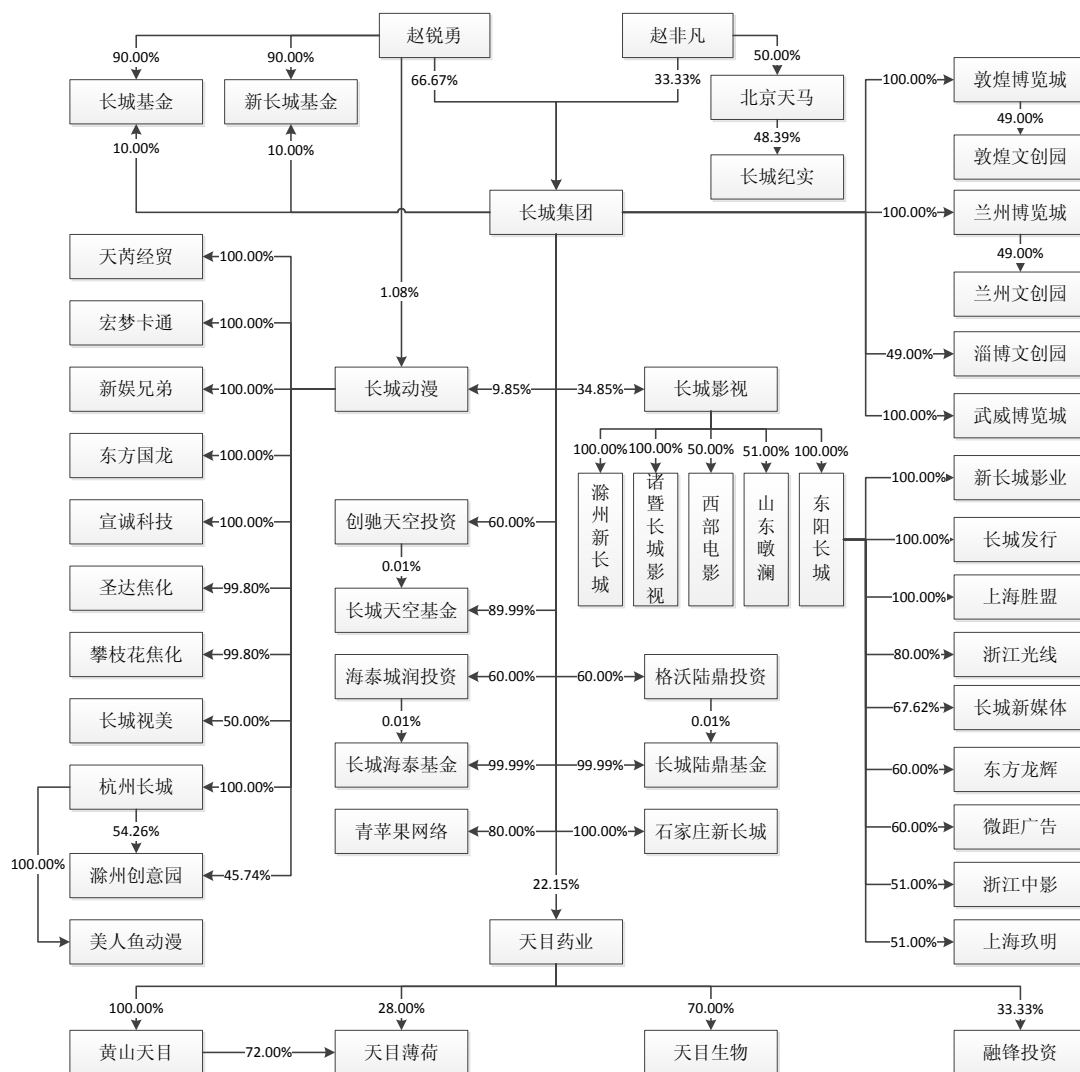 赵锐勇
赵非凡
90.00%
90.00%
66.67%
33.33%
50.00%
长城基金
新长城基金
北京天马
100.00%
敦煌博览城
10.00%
10.00%
48.39%
49.00%
长城纪实
敦煌文创园
长城集团
100.00%
兰州博览城
49.00%
天芮经贸
100.00%
1.08%
兰州文创园
宏梦卡通
100.00%
49.00%
淄博文创园
新娱兄弟
100.00%
长城动漫
9.85%
34.85%
长城影视
100.00%
武威博览城
东方国龙
100.00%
100.00%
100.00%
50.00%
51.00%
100.00%
滁州新长城
诸暨长城影视
西部电影
山东暾澜
东阳长城
100.00%
新长城影业
宣诚科技
100.00%
创驰天空投资
60.00%
100.00%
长城发行
0.01%
圣达焦化
99.80%
长城天空基金
89.99%
100.00%
上海胜盟
攀枝花焦化
99.80%
海泰城润投资
60.00%
60.00%
格沃陆鼎投资
80.00%
浙江光线
长城视美
50.00%
0.01%
0.01%
67.62%
长城新媒体
杭州长城
100.00%
长城海泰基金
99.99%
99.99%
长城陆鼎基金
60.00%
东方龙辉
54.26%
青苹果网络
80.00%
100.00%
石家庄新长城
60.00%
微距广告
100.00%
滁州创意园
45.74%
22.15%
51.00%
浙江中影
美人鱼动漫
天目药业
51.00%
上海玖明
100.00%
28.00%
70.00%
33.33%
黄山天目
72.00%
天目薄荷
天目生物
融锋投资